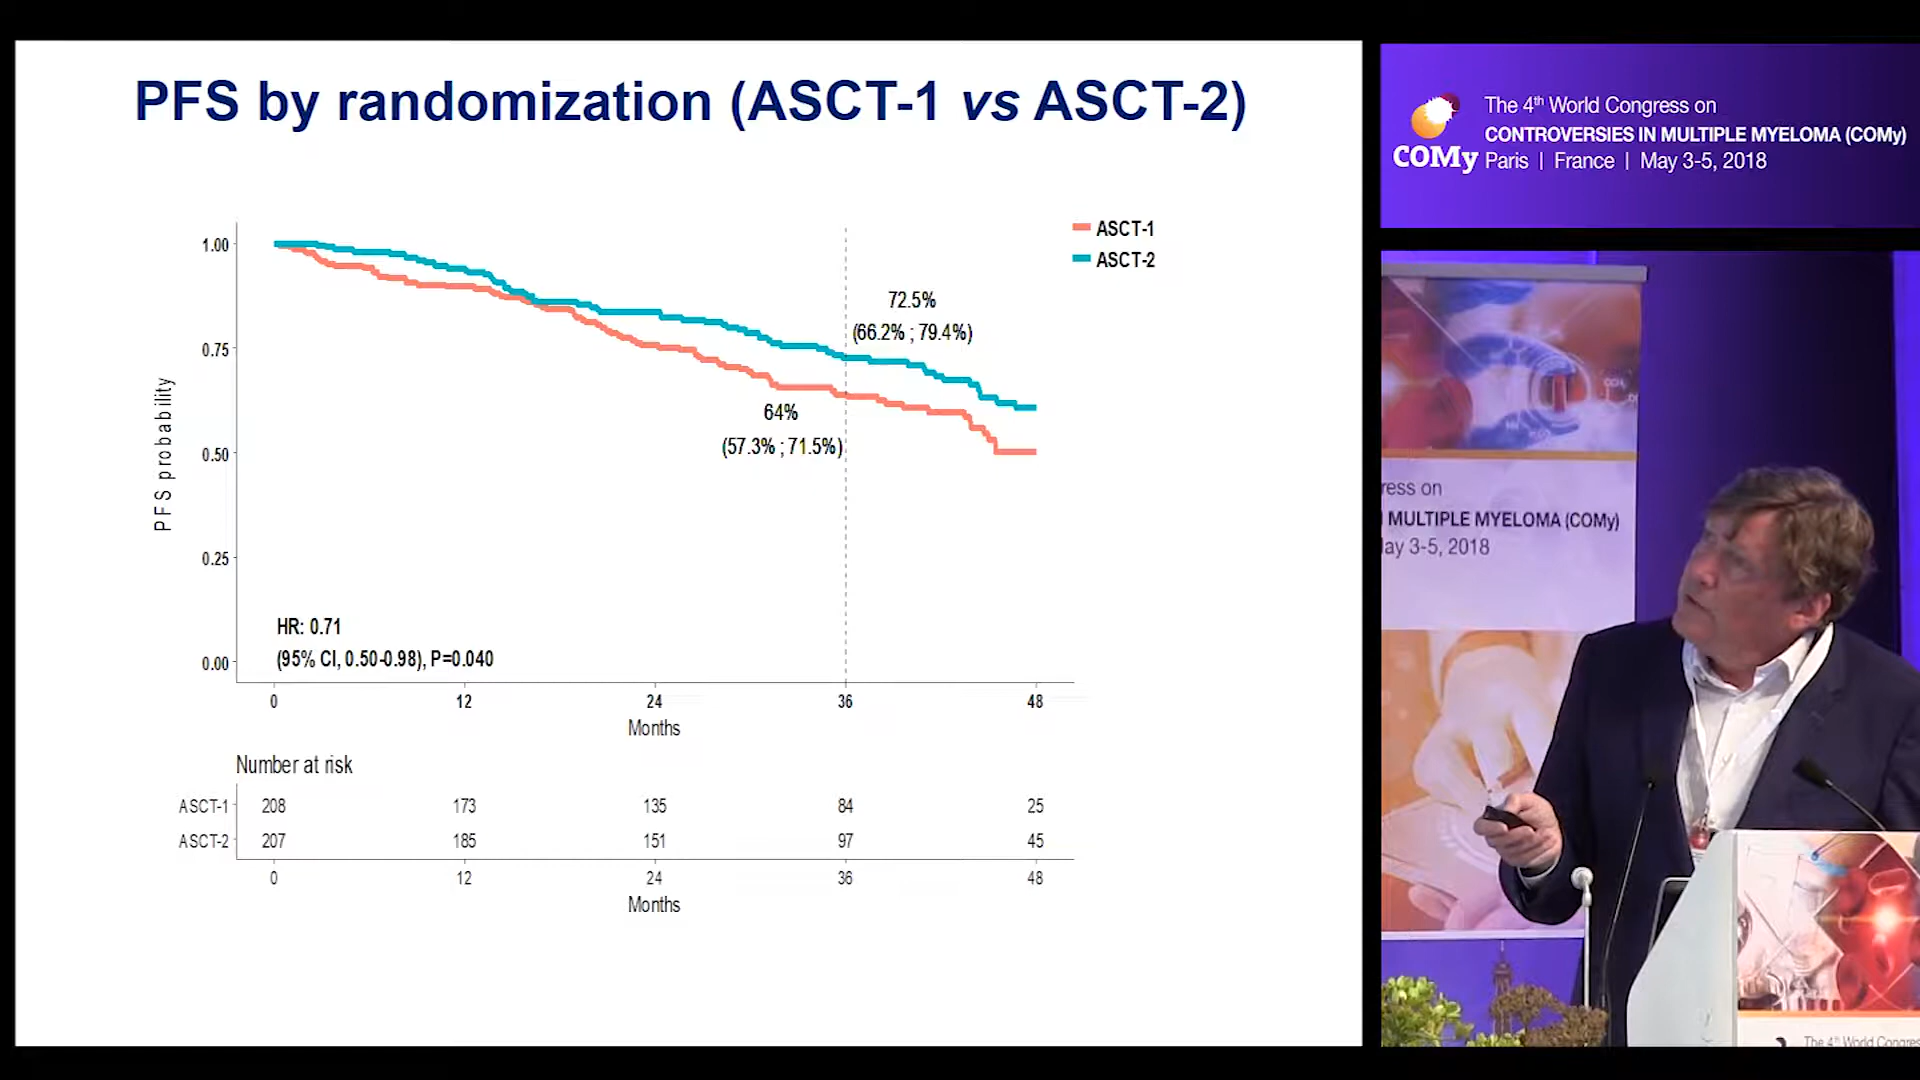 PFS by randomization (ASCT-1 vs ASCT-2)
ASCT-1
ASCT-2
1.00
0.75
0.50
0.25
0.00
PFS probability
72.5%
(66.2% ; 79.4%)
64%
(57.3% ; 71.5%)
HR: 0.71
(95% CI, 0.50-0.98), P=0.040
0 12 24 36 48
Months
Number at risk
ASCT-1 208 173 135 84 25
ASCT-2 207 185 151 97 45
0 12 24 36 48
Months
COMy
The 4th World Congress on
CONTROVERSIES IN MULTIPLE MYELOMA (COMy)
Paris | France | May 3-5, 2018
ress on
MULTIPLE MYELOMA (COMy)
ay 3-5, 2018
The 4th World Congres